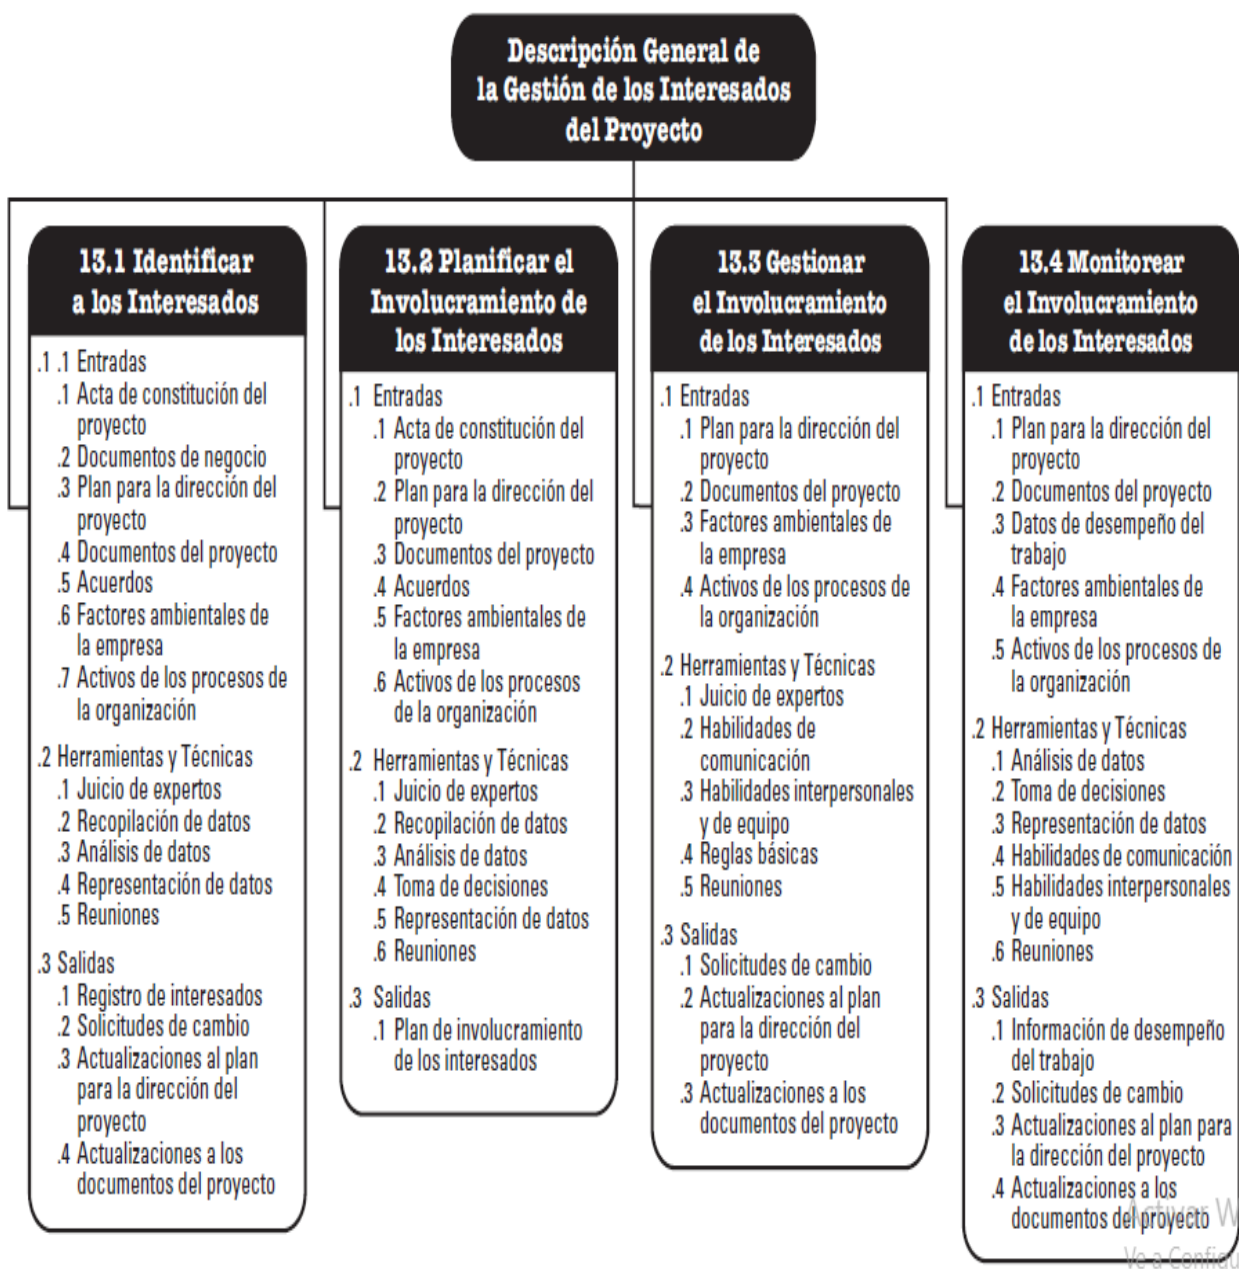 Descripción General de
la Gestión de los Interesados
del Proyecto
13.1 Identificar
a los Interesados
.1 .1 Entradas
.1 Acta de constitución del
proyecto
.2 Documentos de negocio
.3 Plan para la dirección del
proyecto
.4 Documentos del proyecto
.5 Acuerdos
.6 Factores ambientales de
la empresa
.7 Activos de los procesos de
la organización
.2 Herramientas y Técnicas
.1 Juicio de expertos
.2 Recopilación de datos
.3 Análisis de datos
.4 Representación de datos
.5 Reuniones
.3 Salidas
.1 Registro de interesados
.2 Solicitudes de cambio
.3 Actualizaciones al plan
para la dirección del
proyecto
.4 Actualizaciones a los
documentos del proyecto
13.2 Planificar el
Involucramiento de
los Interesados
.1 Entradas
.1 Acta de constitución del
proyecto
.2 Plan para la dirección del
proyecto
.3 Documentos del proyecto
.4 Acuerdos
.5 Factores ambientales de
la empresa
.6 Activos de los procesos
de la organización
.2 Herramientas y Técnicas
.1 Juicio de expertos
.2 Recopilación de datos
.3 Análisis de datos
.4 Toma de decisiones
.5 Representación de datos
.6 Reuniones
.3 Salidas
.1 Plan de involucramiento
de los interesados
13.3 Gestionar
el Involucramiento
de los Interesados
.1 Entradas
.1 Plan para la dirección del
proyecto
.2 Documentos del proyecto
.3 Factores ambientales de
la empresa
.4 Activos de los procesos de
la organización
.2 Herramientas y Técnicas
.1 Juicio de expertos
.2 Habilidades de
comunicación
.3 Habilidades interpersonales
y de equipo
.4 Reglas básicas
.5 Reuniones
.3 Salidas
.1 Solicitudes de cambio
.2 Actualizaciones al plan
para la dirección del
proyecto
.3 Actualizaciones a los
documentos del proyecto
13.4 Monitorear
el Involucramiento
de los Interesados
.1 Entradas
.1 Plan para la dirección del
proyecto
.2 Documentos del proyecto
.3 Datos de desempeño del
trabajo
.4 Factores ambientales de
la empresa
.5 Activos de los procesos de
la organización
.2 Herramientas y Técnicas
.1 Análisis de datos
.2 Toma de decisiones
.3 Representación de datos
.4 Habilidades de comunicación
.5 Habilidades interpersonales
y de equipo
.6 Reuniones
.3 Salidas
.1 Información de desempeño
del trabajo
.2 Solicitudes de cambio
.3 Actualizaciones al plan para
la dirección del proyecto
.4 Actualizaciones a los
documentos del proyecto
Activar W
Ve a Configu